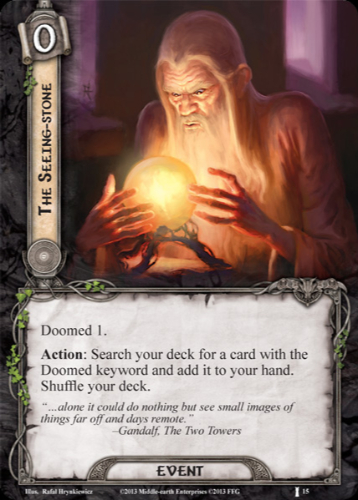 0
THE SEEING-STONE
Doomed 1.
Action: Search your deck for a card with the
Doomed keyword and add it to your hand.
Shuffle your deck.
“...alone it could do nothing but see small images of
things far off and days remote.”
–Gandalf, The Two Towers
EVENT
Illus. Rafał Hrynkiewicz ©2013 Middle-earth Enterprises ©2013 FFG 15